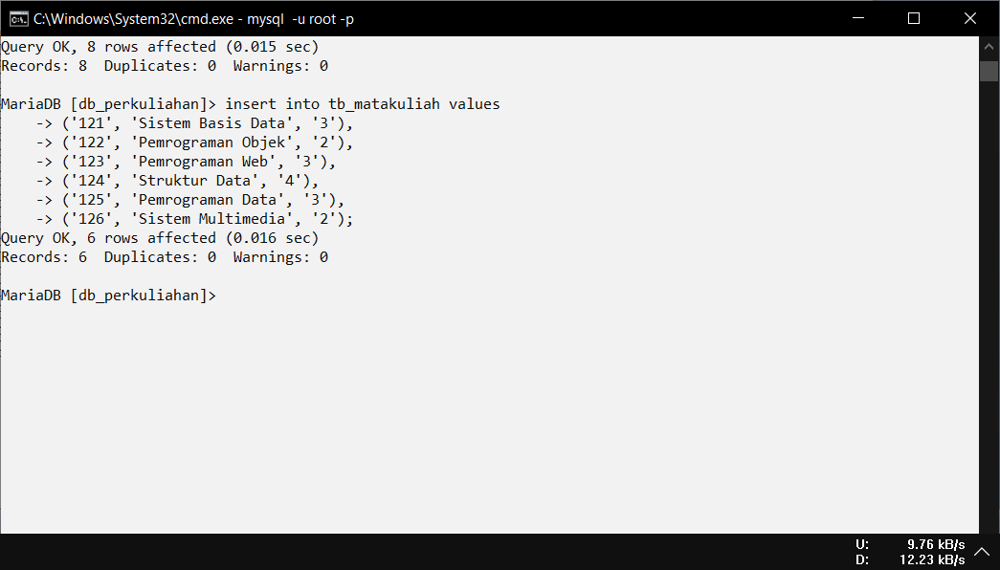 C:\Windows\System32\cmd.exe - mysql  -u root -p
Query OK, 8 rows affected (0.015 sec)
Records: 8  Duplicates: 0  Warnings: 0
MariaDB [db_perkuliahan]> insert into tb_matakuliah values
    -> ('121', 'Sistem Basis Data', '3'),
    -> ('122', 'Pemrograman Objek', '2'),
    -> ('123', 'Pemrograman Web', '3'),
    -> ('124', 'Struktur Data', '4'),
    -> ('125', 'Pemrograman Data', '3'),
    -> ('126', 'Sistem Multimedia', '2');
Query OK, 6 rows affected (0.016 sec)
Records: 6  Duplicates: 0  Warnings: 0
MariaDB [db_perkuliahan]>
U: 9.76 kB/s
D: 12.23 kB/s